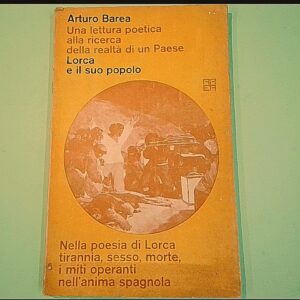 Arturo Barea
Una lettura poetica
alla ricerca
della realtà di un Paese
Lorca
e il suo popolo
Nella poesia di Lorca
tirannia, sesso, morte,
i miti operanti
nell'anima spagnola